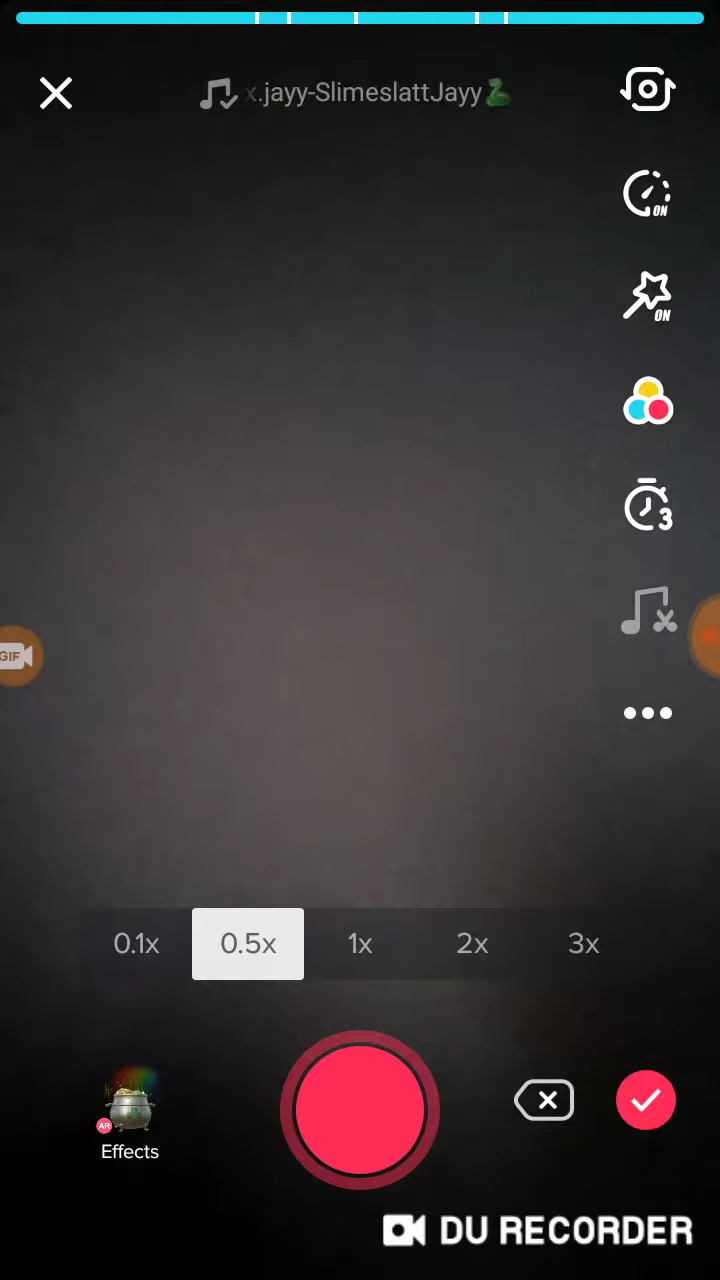 x.jayy-SlimeslattJayy🐍
ON
ON
3
GIF
0.1x 0.5x 1x 2x 3x
AR
Effects
DU RECORDER